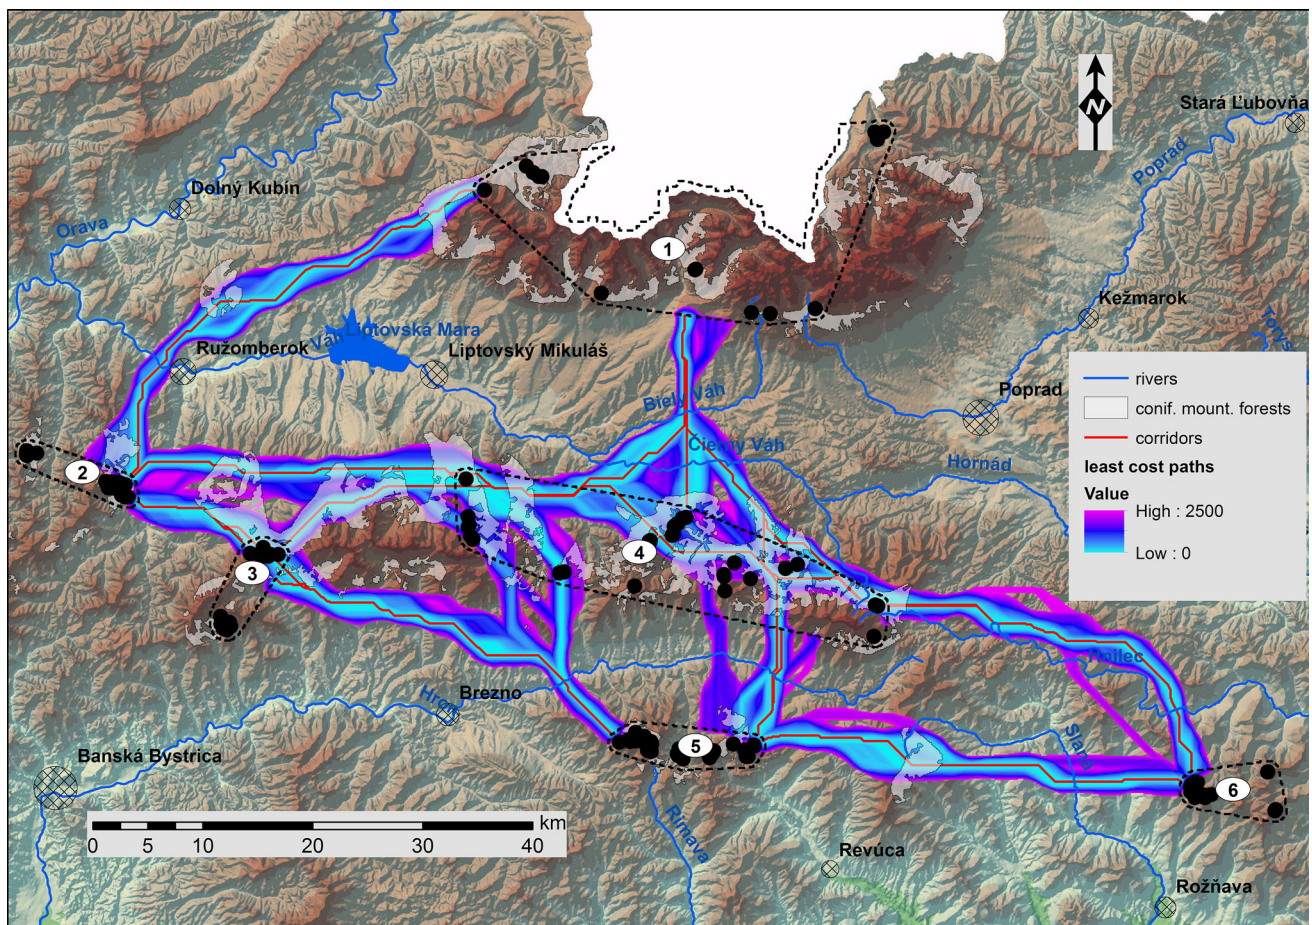 N
Stará Ľubovňa
Poprad
Dolný Kubín
Orava
1
Kežmarok
Torys
Liptovská Mara
Váh
Ružomberok
Liptovský Mikuláš
rivers
conif. mount. forests
corridors
least cost paths
Value
High : 2500
Low : 0
Biely Váh
Poprad
Čierny Váh
Hornád
2
4
3
Hnilec
Brezno
Hron
Slaná
5
Banská Bystrica
6
km
0 5 10 20 30 40
Rimava
Revúca
Rožňava